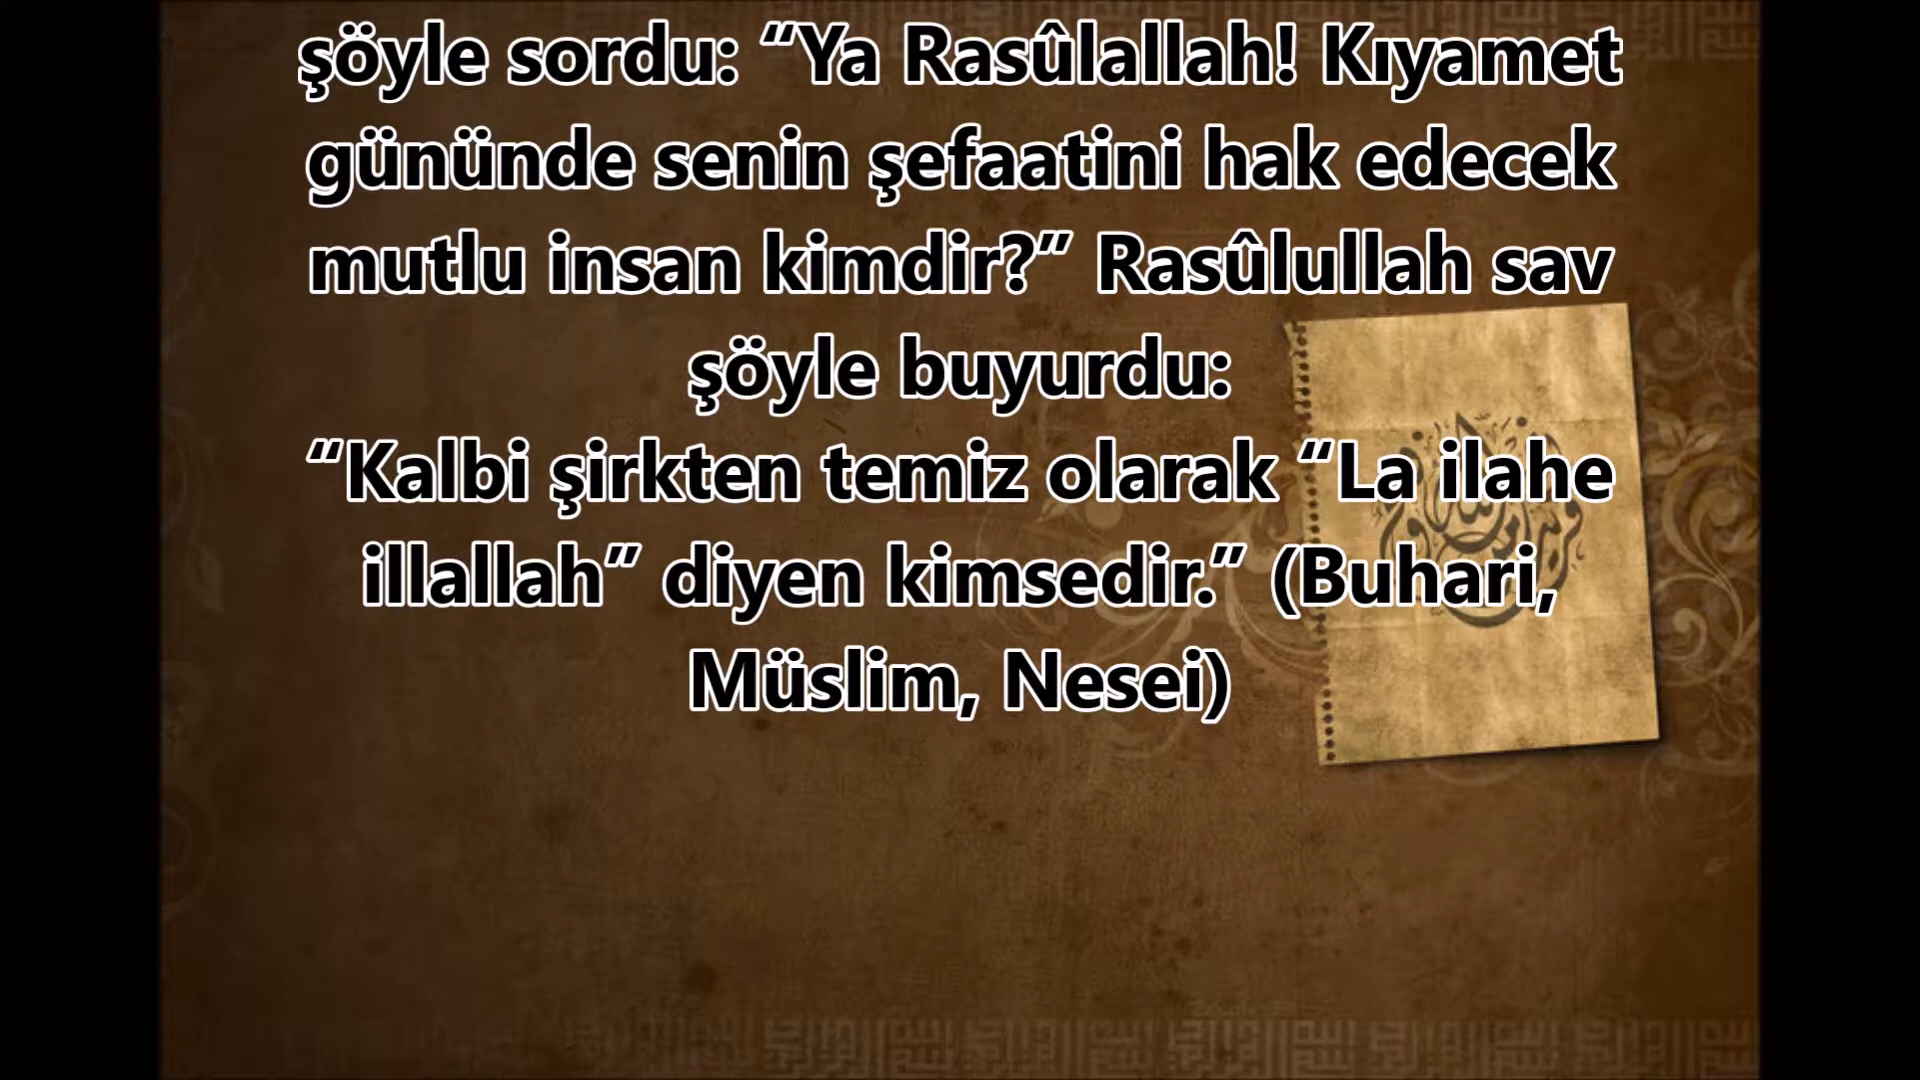 şöyle sordu: “Ya Rasûlallah! Kıyamet
gününde senin şefaatini hak edecek
mutlu insan kimdir?” Rasûlullah sav
şöyle buyurdu:
“Kalbi şirkten temiz olarak “La ilahe
illallah” diyen kimsedir.” (Buhari,
Müslim, Nesei)